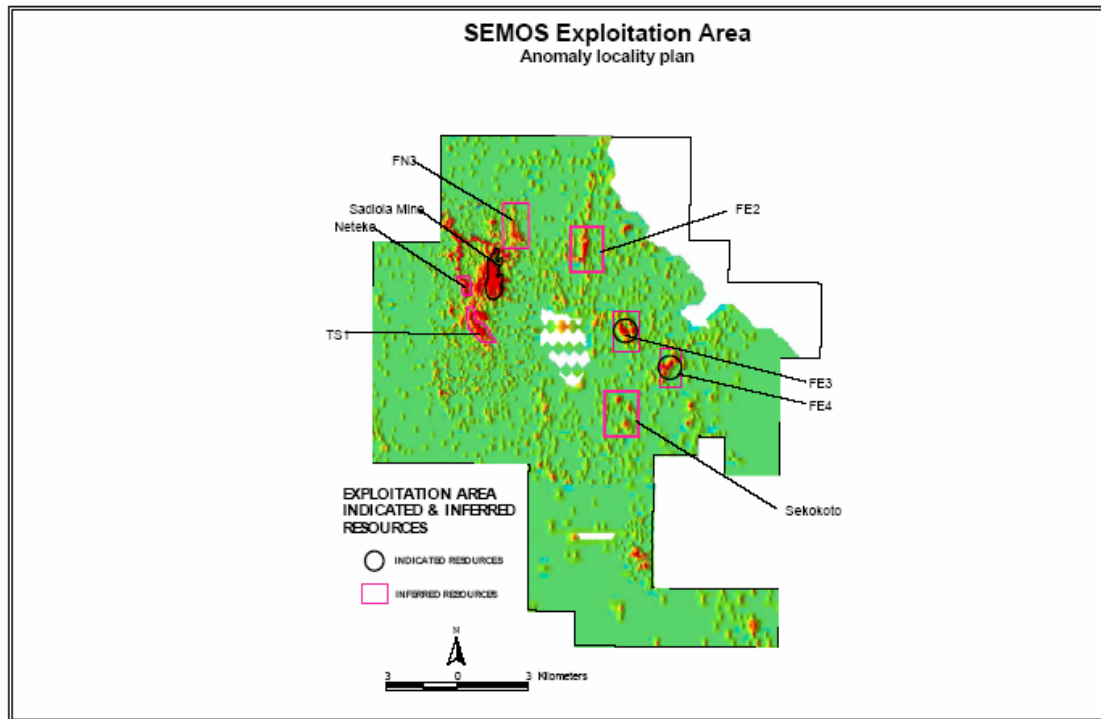 SEMOS Exploitation Area
Anomaly locality plan
FN3
Sadiola Mine
Neteko
FE2
TS1
FE3
FE4
Sekokoto
EXPLOITATION AREA
INDICATED & INFERRED
RESOURCES
INDICATED RESOURCES
INFERRED RESOURCES
N
3 0 3 Kilometers